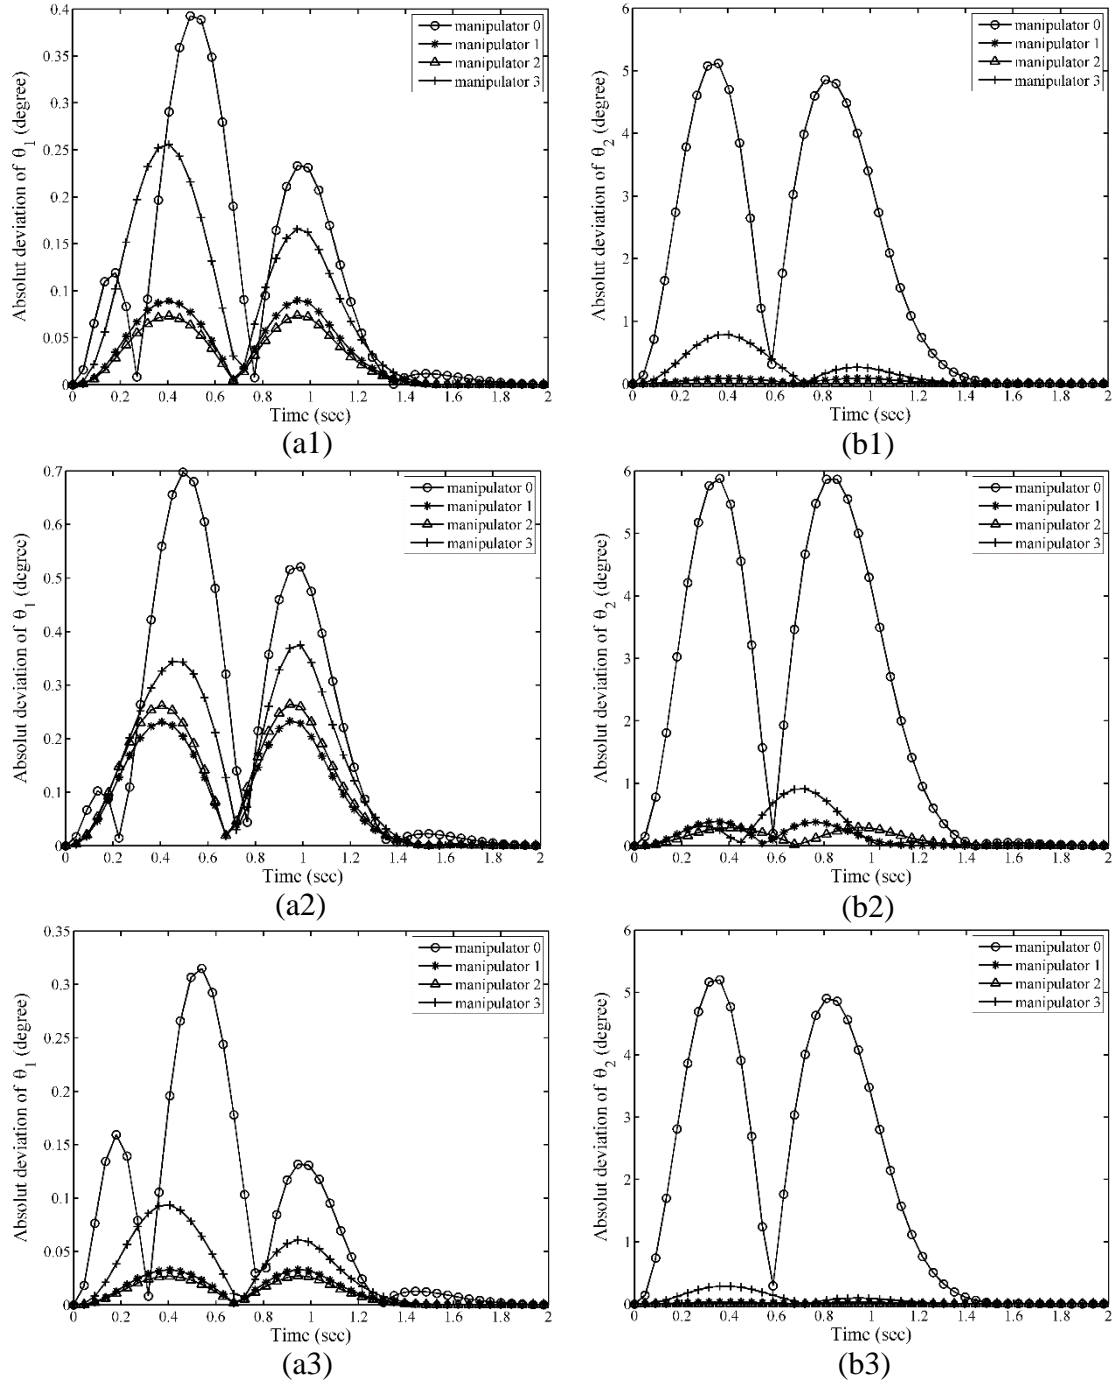 0.4
0.35
0.3
0.25
0.2
0.15
0.1
0.05
0
Absolut deviation of θ_1 (degree)
manipulator 0
manipulator 1
manipulator 2
manipulator 3
0 0.2 0.4 0.6 0.8 1 1.2 1.4 1.6 1.8 2
Time (sec)
(a1)
6
5
4
3
2
1
0
Absolut deviation of θ_2 (degree)
manipulator 0
manipulator 1
manipulator 2
manipulator 3
0 0.2 0.4 0.6 0.8 1 1.2 1.4 1.6 1.8 2
Time (sec)
(b1)
0.7
0.6
0.5
0.4
0.3
0.2
0.1
0
Absolut deviation of θ_1 (degree)
manipulator 0
manipulator 1
manipulator 2
manipulator 3
0 0.2 0.4 0.6 0.8 1 1.2 1.4 1.6 1.8 2
Time (sec)
(a2)
6
5
4
3
2
1
0
Absolut deviation of θ_2 (degree)
manipulator 0
manipulator 1
manipulator 2
manipulator 3
0 0.2 0.4 0.6 0.8 1 1.2 1.4 1.6 1.8 2
Time (sec)
(b2)
0.35
0.3
0.25
0.2
0.15
0.1
0.05
0
Absolut deviation of θ_1 (degree)
manipulator 0
manipulator 1
manipulator 2
manipulator 3
0 0.2 0.4 0.6 0.8 1 1.2 1.4 1.6 1.8 2
Time (sec)
(a3)
6
5
4
3
2
1
0
Absolut deviation of θ_2 (degree)
manipulator 0
manipulator 1
manipulator 2
manipulator 3
0 0.2 0.4 0.6 0.8 1 1.2 1.4 1.6 1.8 2
Time (sec)
(b3)